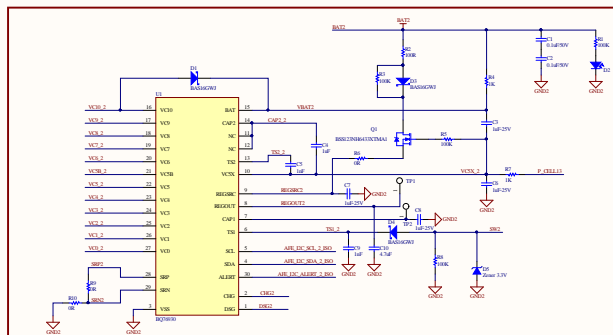 BAT2
BAT2
R2
100R
R3
100K
D3
BAS16GWJ
R4
1K
C1
0.1uF/50V
C2
0.1uF/50V
R1
100K
D2
GND2
GND2
D1
BAS16GWJ
U1
VC10_2 16 VC10 BAT 15 VBAT2
VC9_2 17 VC9 CAP2 14 CAP2_2
VC8_2 18 VC8 NC 11
VC7_2 19 VC7 NC 12
VC6_2 20 VC6 TS2 13 TS2_2
VC5B_2 21 VC5B VC5X 10 VC5X_2
VC5_2 22 VC5
VC4_2 23 VC4 REGSRC 9 REGSRC2
VC3_2 24 VC3 REGOUT 8 REGOUT2
VC2_2 25 VC2 CAP1 7
VC1_2 26 VC1 TS1 6 TS1_2
VC0_2 27 VC0 SCL 5 AFE_I2C_SCL_2_ISO
SDA 4 AFE_I2C_SDA_2_ISO
SRP2 28 SRP ALERT 30 AFE_I2C_ALERT_2_ISO
SRN2 29 SRN CHG 2 CHG2
3 VSS DSG 1 DSG2
BQ76930
R9
0R
R10
0R
GND2
GND2
C4
1uF
C5
1uF
Q1
BSS123NH6433XTMA1
R5
100K
C3
1uF-25V
R6
0R
R7
1K
P_CELL13
C6
1uF-25V
GND2
C7
1uF-25V
GND2
TP1
TP2
C8
1uF-25V
GND2
D4
BAS16GWJ
SW2
C9
1uF
GND2
C10
4.7uF
GND2
R8
100K
GND2
D5
Zener 3.3V
GND2